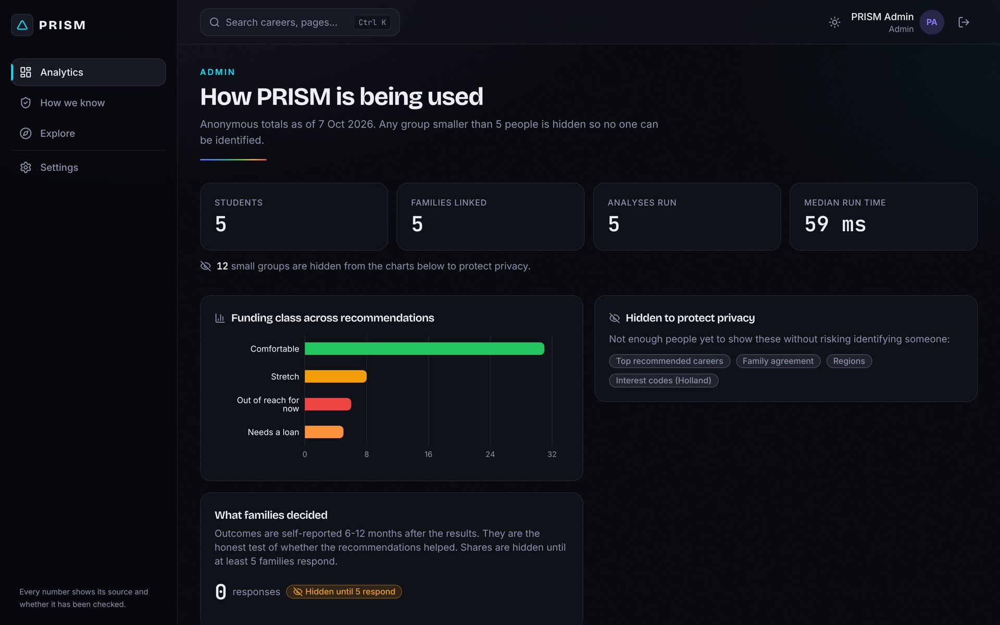 PRISM
Search careers, pages...
Ctrl K
PRISM Admin
Admin
PA
Analytics
How we know
Explore
Settings
Every number shows its source and
whether it has been checked.
ADMIN
How PRISM is being used
Anonymous totals as of 7 Oct 2026. Any group smaller than 5 people is hidden so no one can
be identified.
STUDENTS
5
FAMILIES LINKED
5
ANALYSES RUN
5
MEDIAN RUN TIME
59 ms
12 small groups are hidden from the charts below to protect privacy.
Funding class across recommendations
Comfortable
Stretch
Out of reach for
now
Needs a loan
0 8 16 24 32
Hidden to protect privacy
Not enough people yet to show these without risking identifying someone:
Top recommended careers Family agreement Regions
Interest codes (Holland)
What families decided
Outcomes are self-reported 6-12 months after the results. They are the
honest test of whether the recommendations helped. Shares are hidden until
at least 5 families respond.
0 responses Hidden until 5 respond